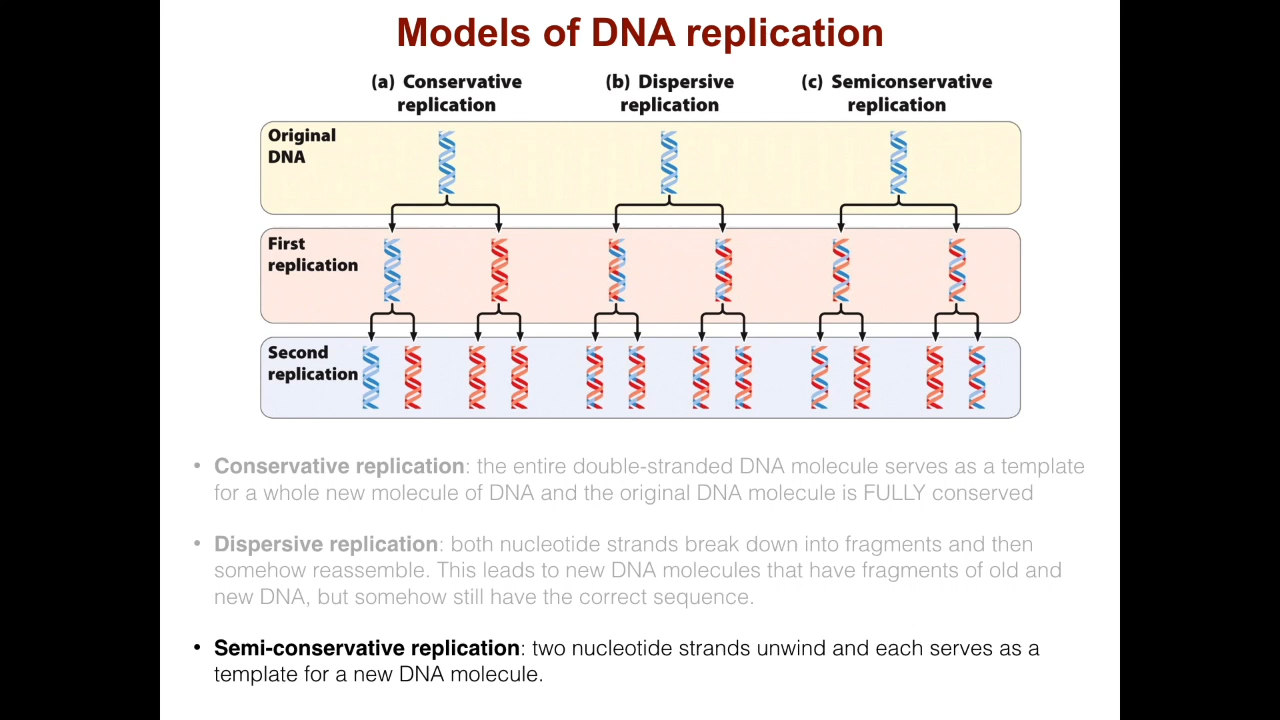 Models of DNA replication
(a) Conservative
replication
(b) Dispersive
replication
(c) Semiconservative
replication
Original
DNA
First
replication
Second
replication
• Conservative replication: the entire double-stranded DNA molecule serves as a template
for a whole new molecule of DNA and the original DNA molecule is FULLY conserved
• Dispersive replication: both nucleotide strands break down into fragments and then
somehow reassemble. This leads to new DNA molecules that have fragments of old and
new DNA, but somehow still have the correct sequence.
• Semi-conservative replication: two nucleotide strands unwind and each serves as a
template for a new DNA molecule.